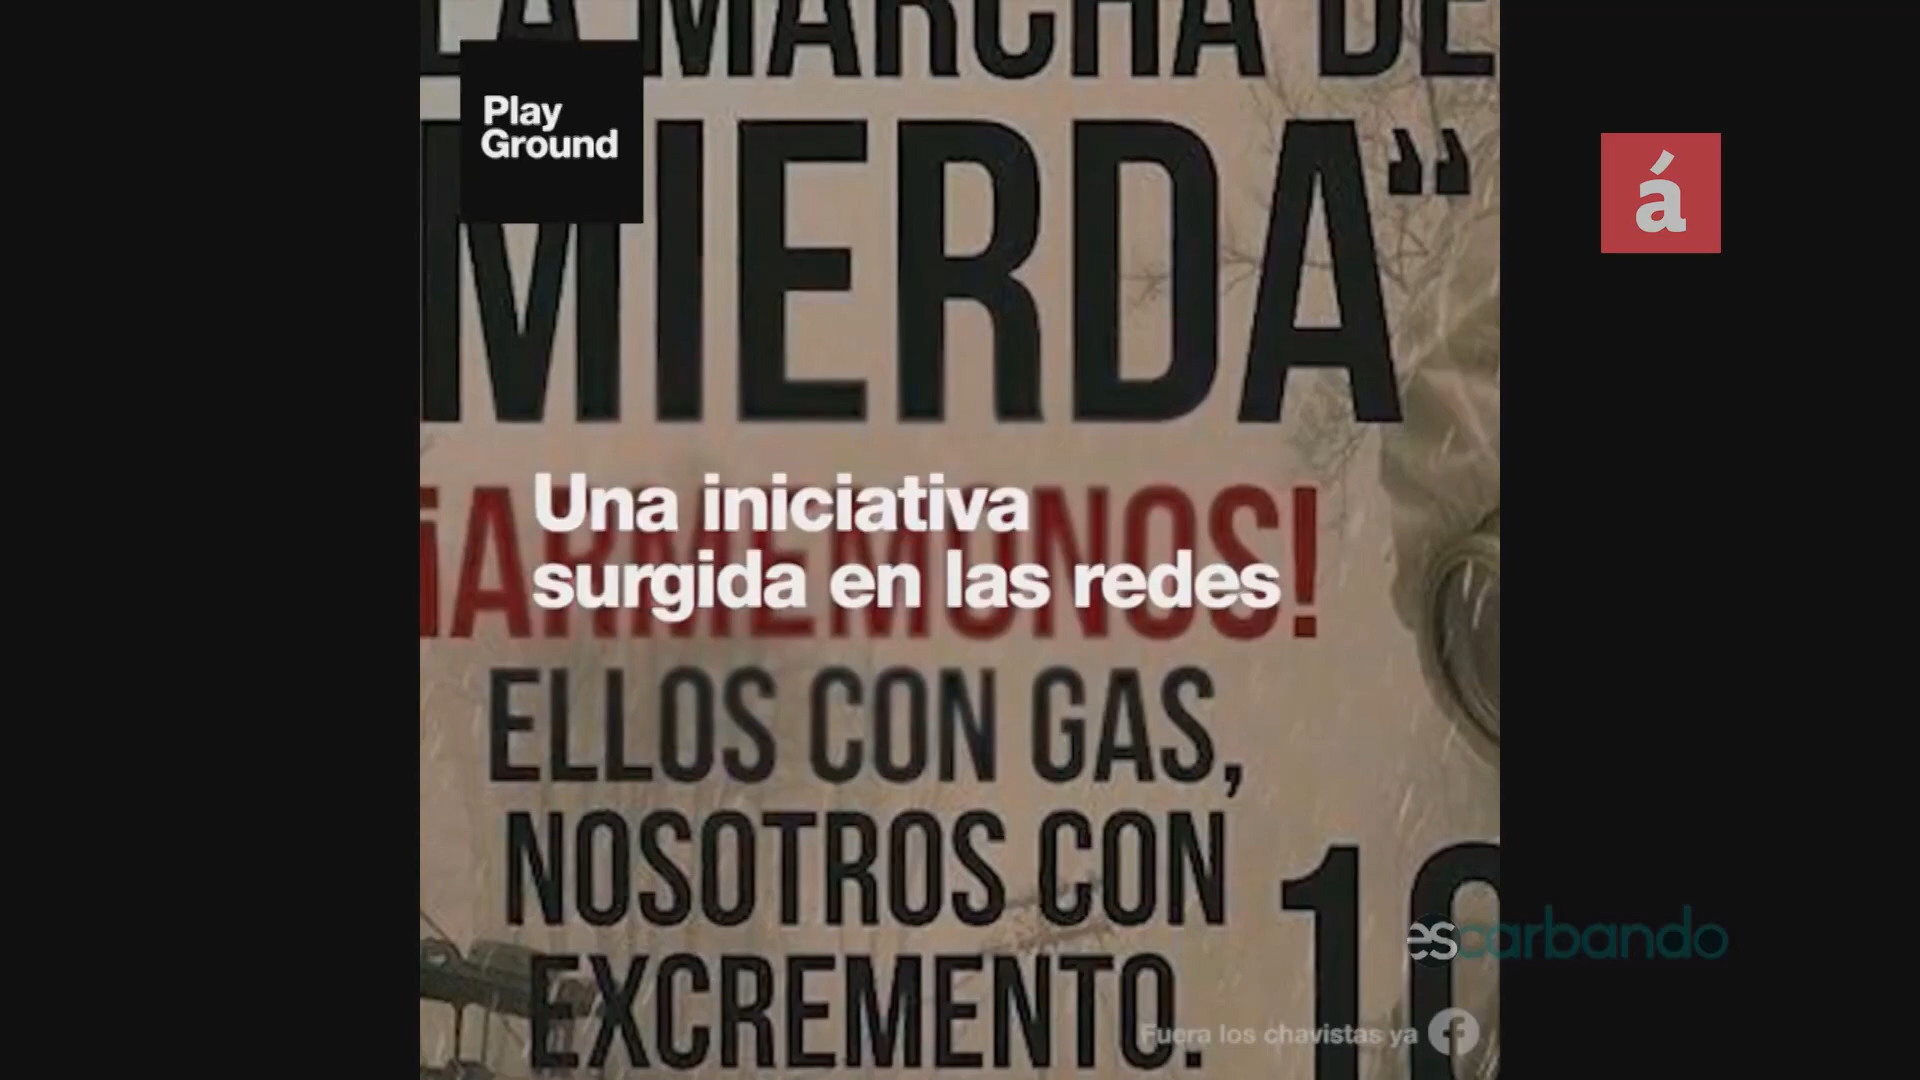 LA MARCHA DE
Play
Ground
MIERDA“
á
Una iniciativa
surgida en las redes
¡ARMEMONOS!
ELLOS CON GAS,
NOSOTROS CON
10
escarbando
EXCREMENTO.
Fuera los chavistas ya